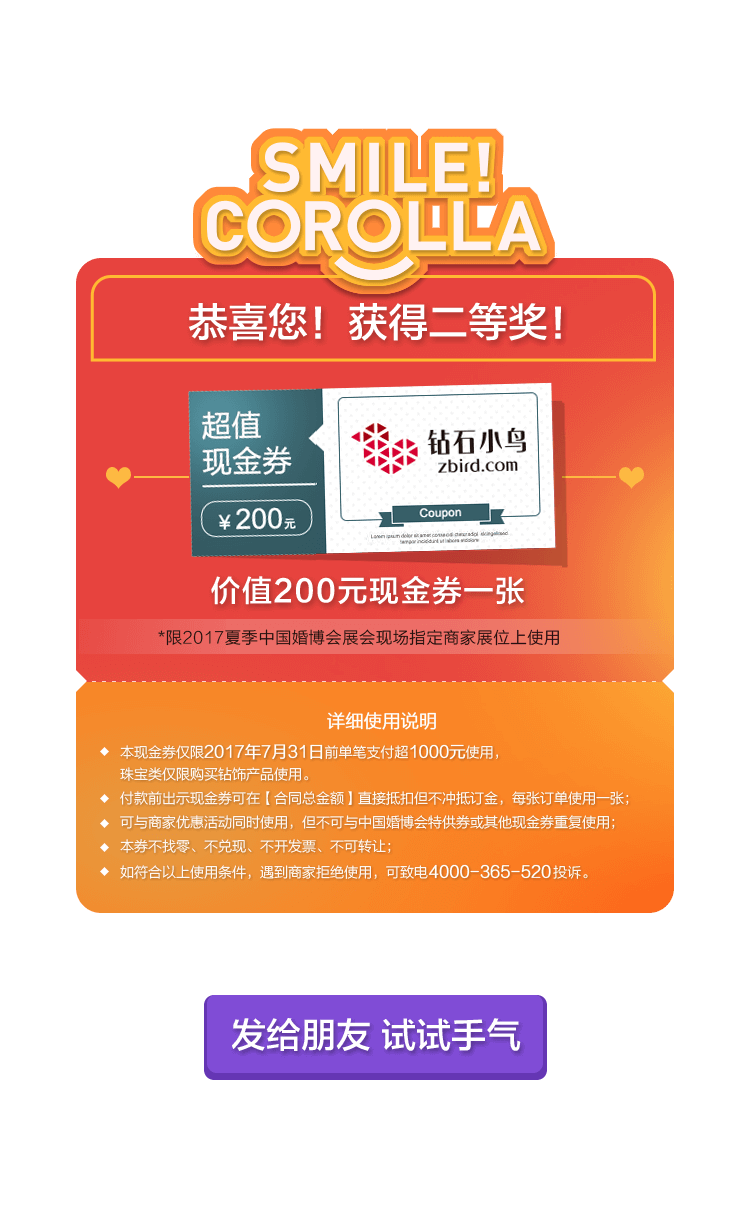 SMILE!
COROLLA
恭喜您！获得二等奖！
超值
现金券
￥200元
钻石小鸟
zbird.com
Coupon
Lorem ipsum dolor sit amet consecial
tempor incididunt ut labore
价值200元现金券一张
*限2017夏季中国婚博会展会现场指定商家展位上使用
详细使用说明
◆ 本现金券仅限2017年7月31日前单笔支付超1000元使用，
珠宝类仅限购买钻饰产品使用。
◆ 付款前出示现金券可在【合同总金额】直接抵扣但不冲抵订金，每张订单使用一张；
◆ 可与商家优惠活动同时使用，但不可与中国婚博会特供券或其他现金券重复使用；
◆ 本券不找零、不兑现、不开发票、不可转让；
◆ 如符合以上使用条件，遇到商家拒绝使用，可致电4000-365-520投诉。
发给朋友 试试手气